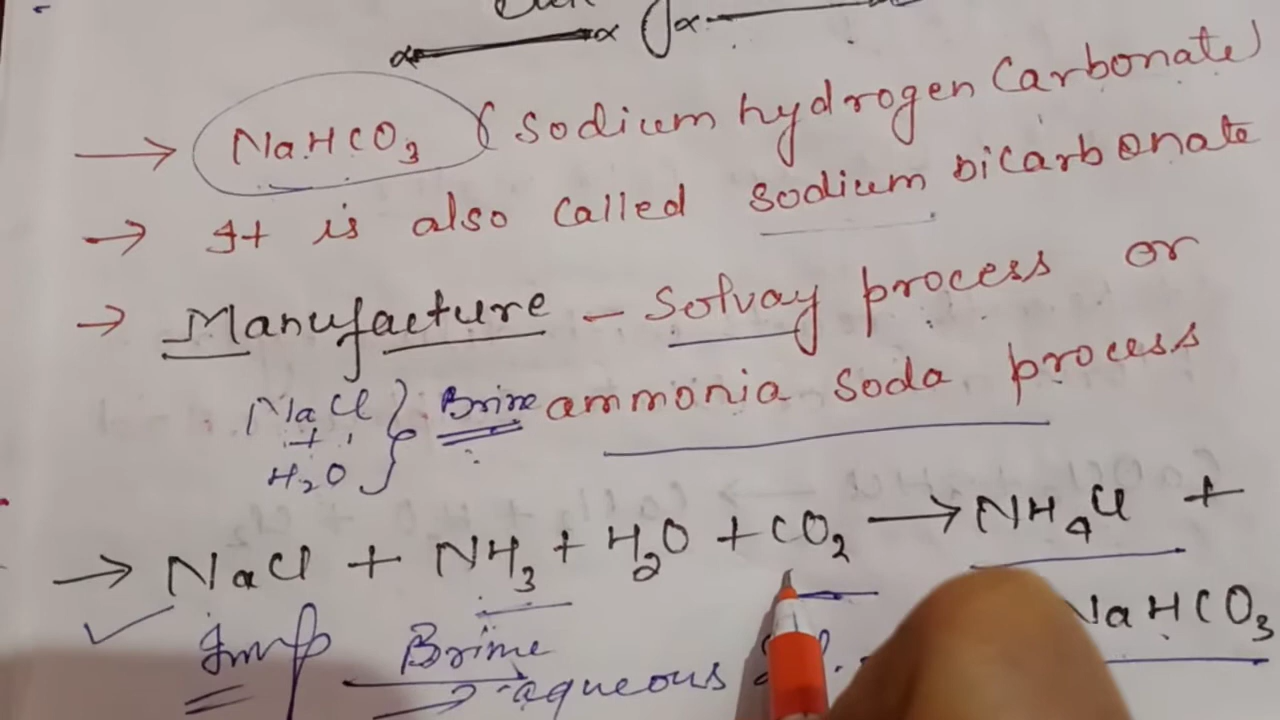 → NaHCO₃ (Sodium hydrogen Carbonate)
→ It is also called sodium bicarbonate
→ Manufacture - Solvay process or
NaCl + H₂O } Brine ammonia soda process
→ NaCl + NH₃ + H₂O + CO₂ → NH₄Cl +
NaHCO₃
Imp Brine
→ aqueous